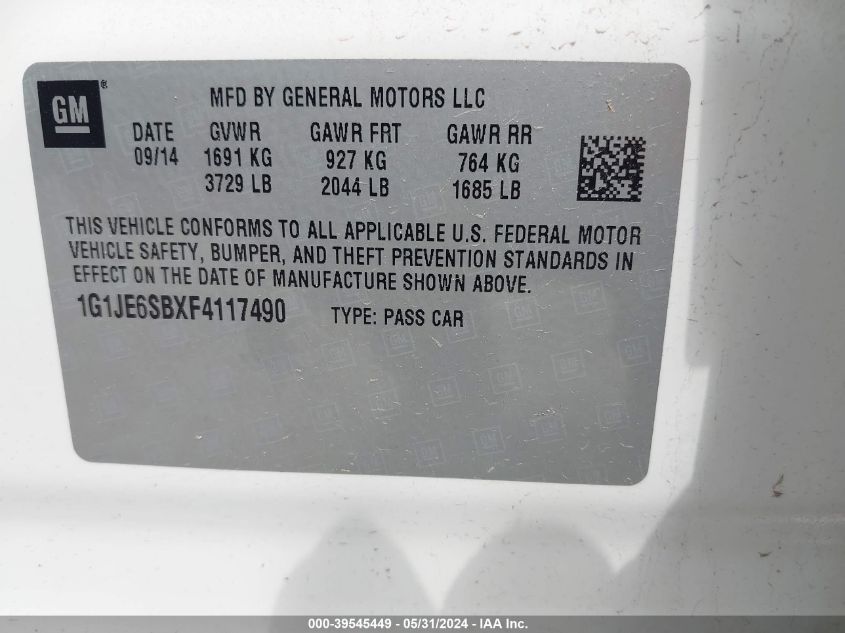 GM ®
MFD BY GENERAL MOTORS LLC
DATE GVWR GAWR FRT GAWR RR
09/14 1691 KG 927 KG 764 KG
3729 LB 2044 LB 1685 LB
THIS VEHICLE CONFORMS TO ALL APPLICABLE U.S. FEDERAL MOTOR
VEHICLE SAFETY, BUMPER, AND THEFT PREVENTION STANDARDS IN
EFFECT ON THE DATE OF MANUFACTURE SHOWN ABOVE.
1G1JE6SBXF4117490 TYPE: PASS CAR
000-39545449 - 05/31/2024 - IAA Inc.